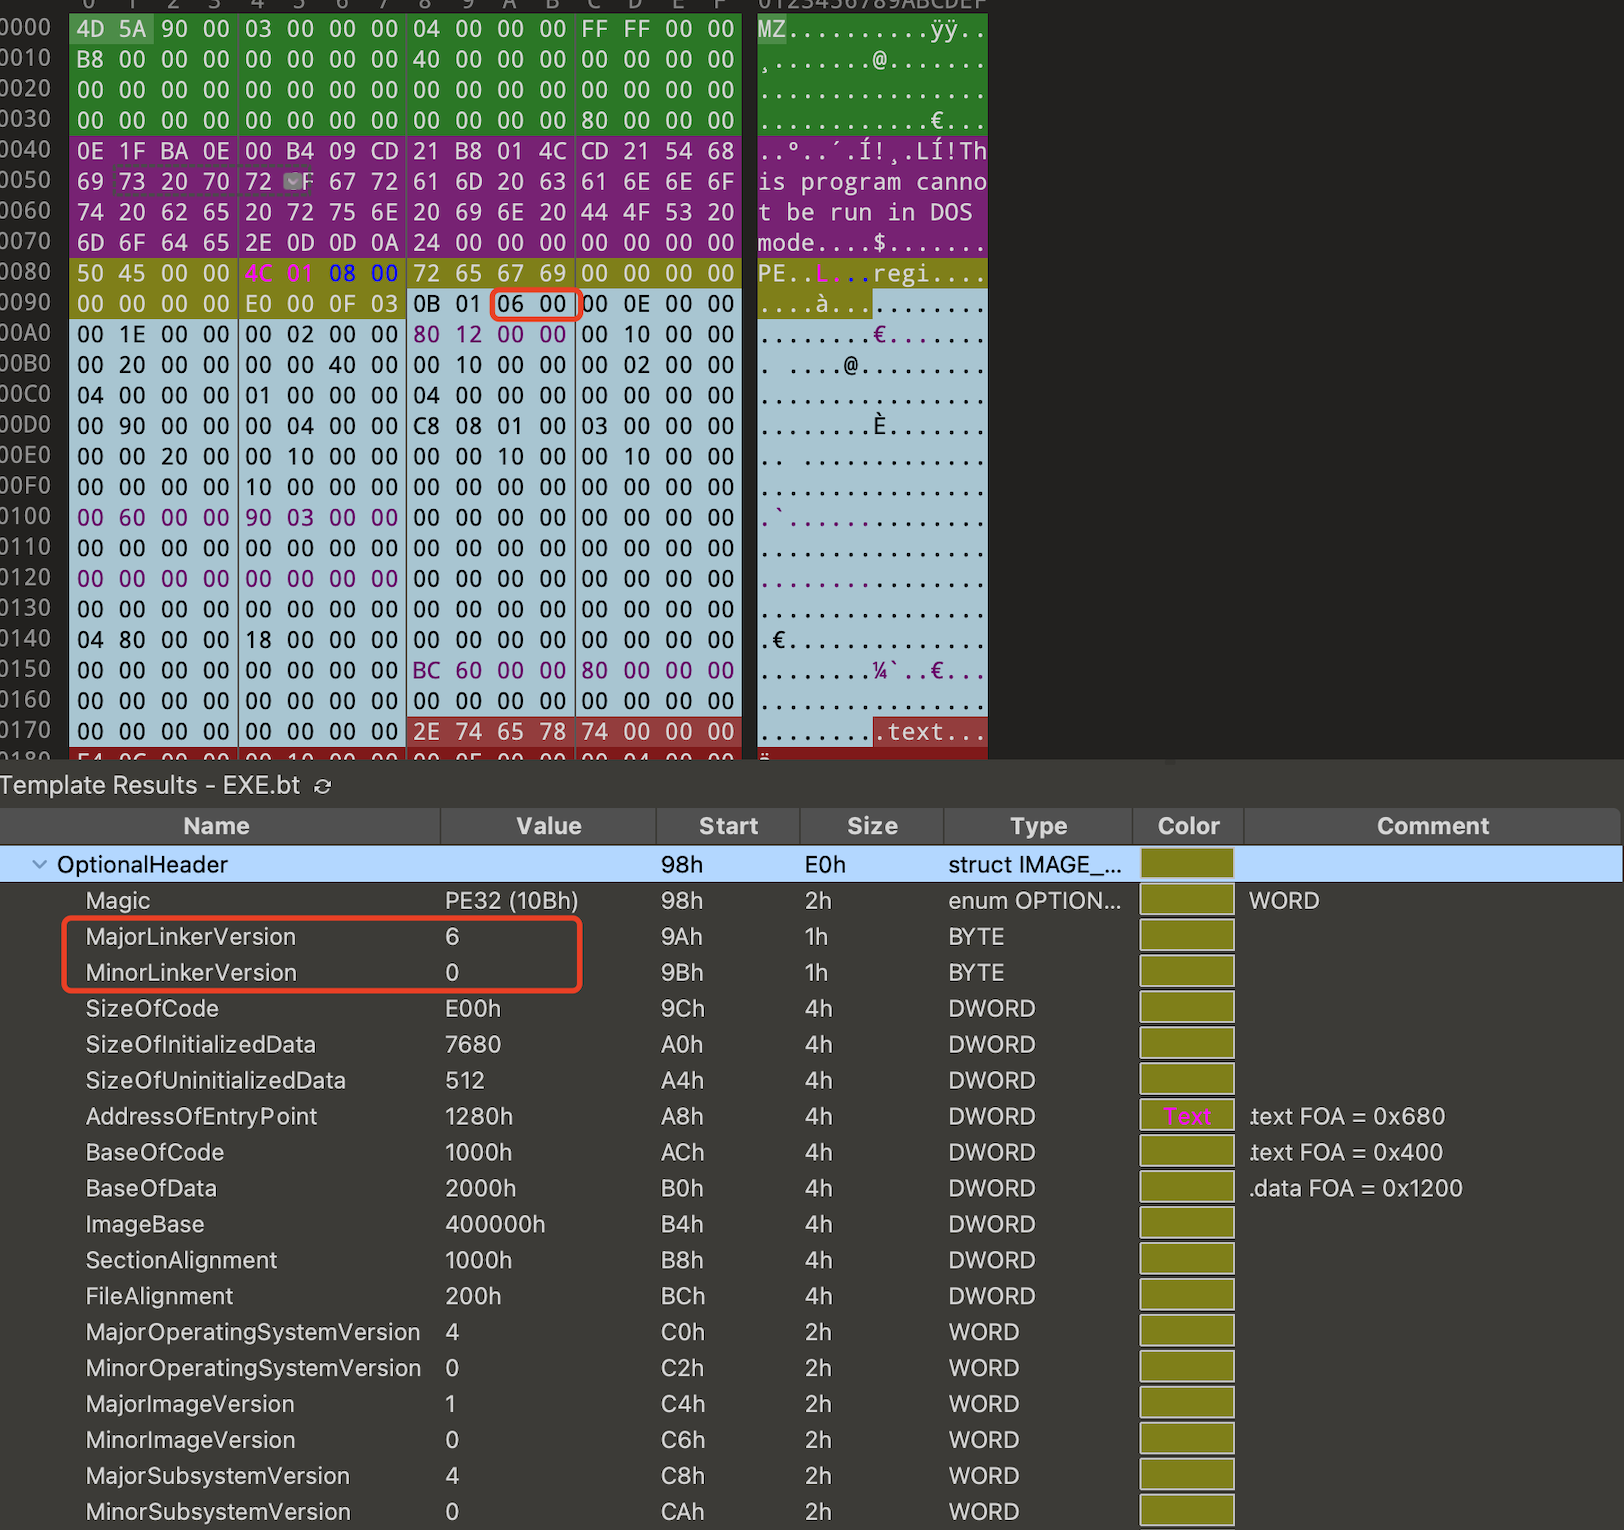 0 1 2 3 4 5 6 7 8 9 A B C D E F 0123456789ABCDEF
0000 4D 5A 90 00 03 00 00 00 04 00 00 00 FF FF 00 00 MZ..........ÿÿ..
0010 B8 00 00 00 00 00 00 00 40 00 00 00 00 00 00 00 ¸.......@.......
0020 00 00 00 00 00 00 00 00 00 00 00 00 00 00 00 00 ................
0030 00 00 00 00 00 00 00 00 00 00 00 00 80 00 00 00 ............€...
0040 0E 1F BA 0E 00 B4 09 CD 21 B8 01 4C CD 21 54 68 ..º..´.Í!¸.LÍ!Th
0050 69 73 20 70 72 F 67 72 61 6D 20 63 61 6E 6E 6F is program canno
0060 74 20 62 65 20 72 75 6E 20 69 6E 20 44 4F 53 20 t be run in DOS
0070 6D 6F 64 65 2E 0D 0D 0A 24 00 00 00 00 00 00 00 mode....$.......
0080 50 45 00 00 4C 01 08 00 72 65 67 69 00 00 00 00 PE..L...regi....
0090 00 00 00 00 E0 00 0F 03 0B 01 06 00 00 0E 00 00 ....à...........
00A0 00 1E 00 00 00 02 00 00 80 12 00 00 00 10 00 00 ........€.......
00B0 00 20 00 00 00 00 40 00 00 10 00 00 00 02 00 00 . ....@.........
00C0 04 00 00 00 01 00 00 00 04 00 00 00 00 00 00 00 ................
00D0 00 90 00 00 00 04 00 00 C8 08 01 00 03 00 00 00 ........È.......
00E0 00 00 20 00 00 10 00 00 00 00 10 00 00 10 00 00 .. .............
00F0 00 00 00 00 10 00 00 00 00 00 00 00 00 00 00 00 ................
0100 00 60 00 00 90 03 00 00 00 00 00 00 00 00 00 00 .`..............
0110 00 00 00 00 00 00 00 00 00 00 00 00 00 00 00 00 ................
0120 00 00 00 00 00 00 00 00 00 00 00 00 00 00 00 00 ................
0130 00 00 00 00 00 00 00 00 00 00 00 00 00 00 00 00 ................
0140 04 80 00 00 18 00 00 00 00 00 00 00 00 00 00 00 .€..............
0150 00 00 00 00 00 00 00 00 BC 60 00 00 80 00 00 00 ........¼`..€...
0160 00 00 00 00 00 00 00 00 00 00 00 00 00 00 00 00 ................
0170 00 00 00 00 00 00 00 00 2E 74 65 78 74 00 00 00 .........text...
Template Results - EXE.bt
Name Value Start Size Type Color Comment
OptionalHeader 98h E0h struct IMAGE_...
Magic PE32 (10Bh) 98h 2h enum OPTION... WORD
MajorLinkerVersion 6 9Ah 1h BYTE
MinorLinkerVersion 0 9Bh 1h BYTE
SizeOfCode E00h 9Ch 4h DWORD
SizeOfInitializedData 7680 A0h 4h DWORD
SizeOfUninitializedData 512 A4h 4h DWORD
AddressOfEntryPoint 1280h A8h 4h DWORD Text .text FOA = 0x680
BaseOfCode 1000h ACh 4h DWORD .text FOA = 0x400
BaseOfData 2000h B0h 4h DWORD .data FOA = 0x1200
ImageBase 400000h B4h 4h DWORD
SectionAlignment 1000h B8h 4h DWORD
FileAlignment 200h BCh 4h DWORD
MajorOperatingSystemVersion 4 C0h 2h WORD
MinorOperatingSystemVersion 0 C2h 2h WORD
MajorImageVersion 1 C4h 2h WORD
MinorImageVersion 0 C6h 2h WORD
MajorSubsystemVersion 4 C8h 2h WORD
MinorSubsystemVersion 0 CAh 2h WORD